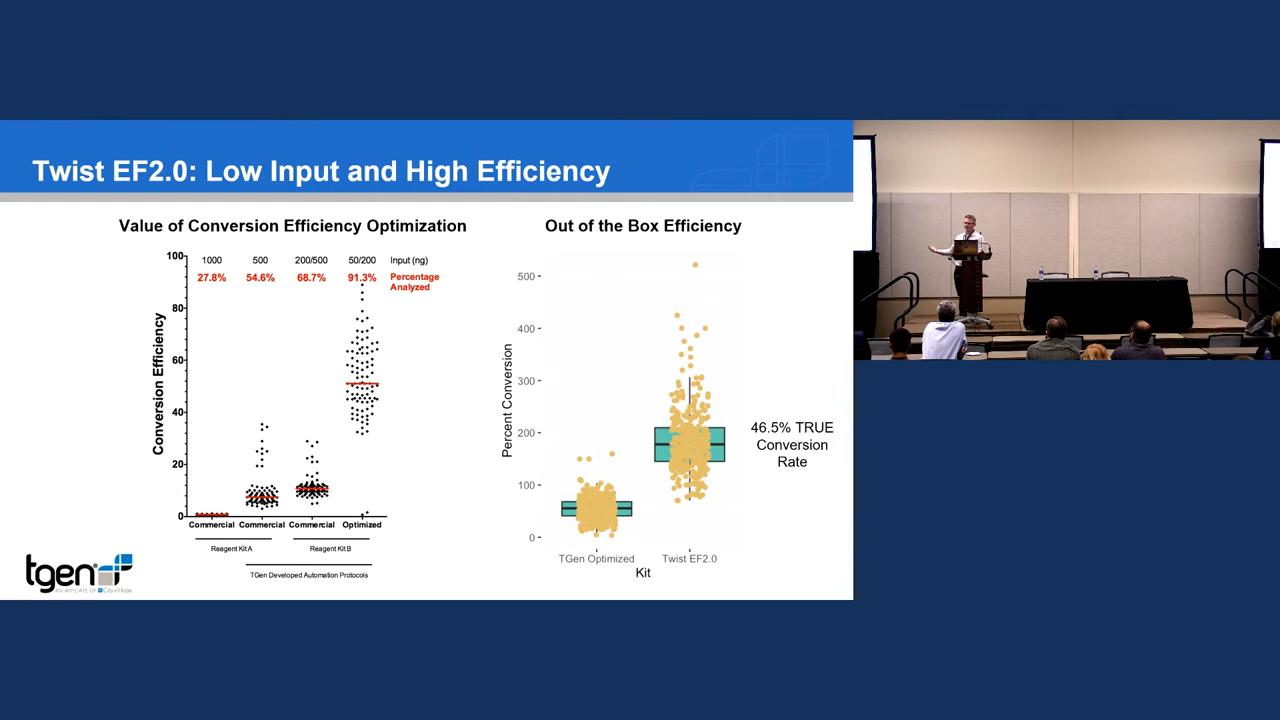 Twist EF2.0: Low Input and High Efficiency
Value of Conversion Efficiency Optimization
Conversion Efficiency
100
80
60
40
20
0
1000 500 200/500 50/200 Input (ng)
27.8% 54.6% 68.7% 91.3% Percentage
Analyzed
Commercial Commercial Commercial Optimized
Reagent Kit A Reagent Kit B
TGen Developed Automation Protocols
Out of the Box Efficiency
Percent Conversion
500
400
300
200
100
0
TGen Optimized Twist EF2.0
Kit
46.5% TRUE
Conversion
Rate
tgen
AN AFFILIATE OF City of Hope